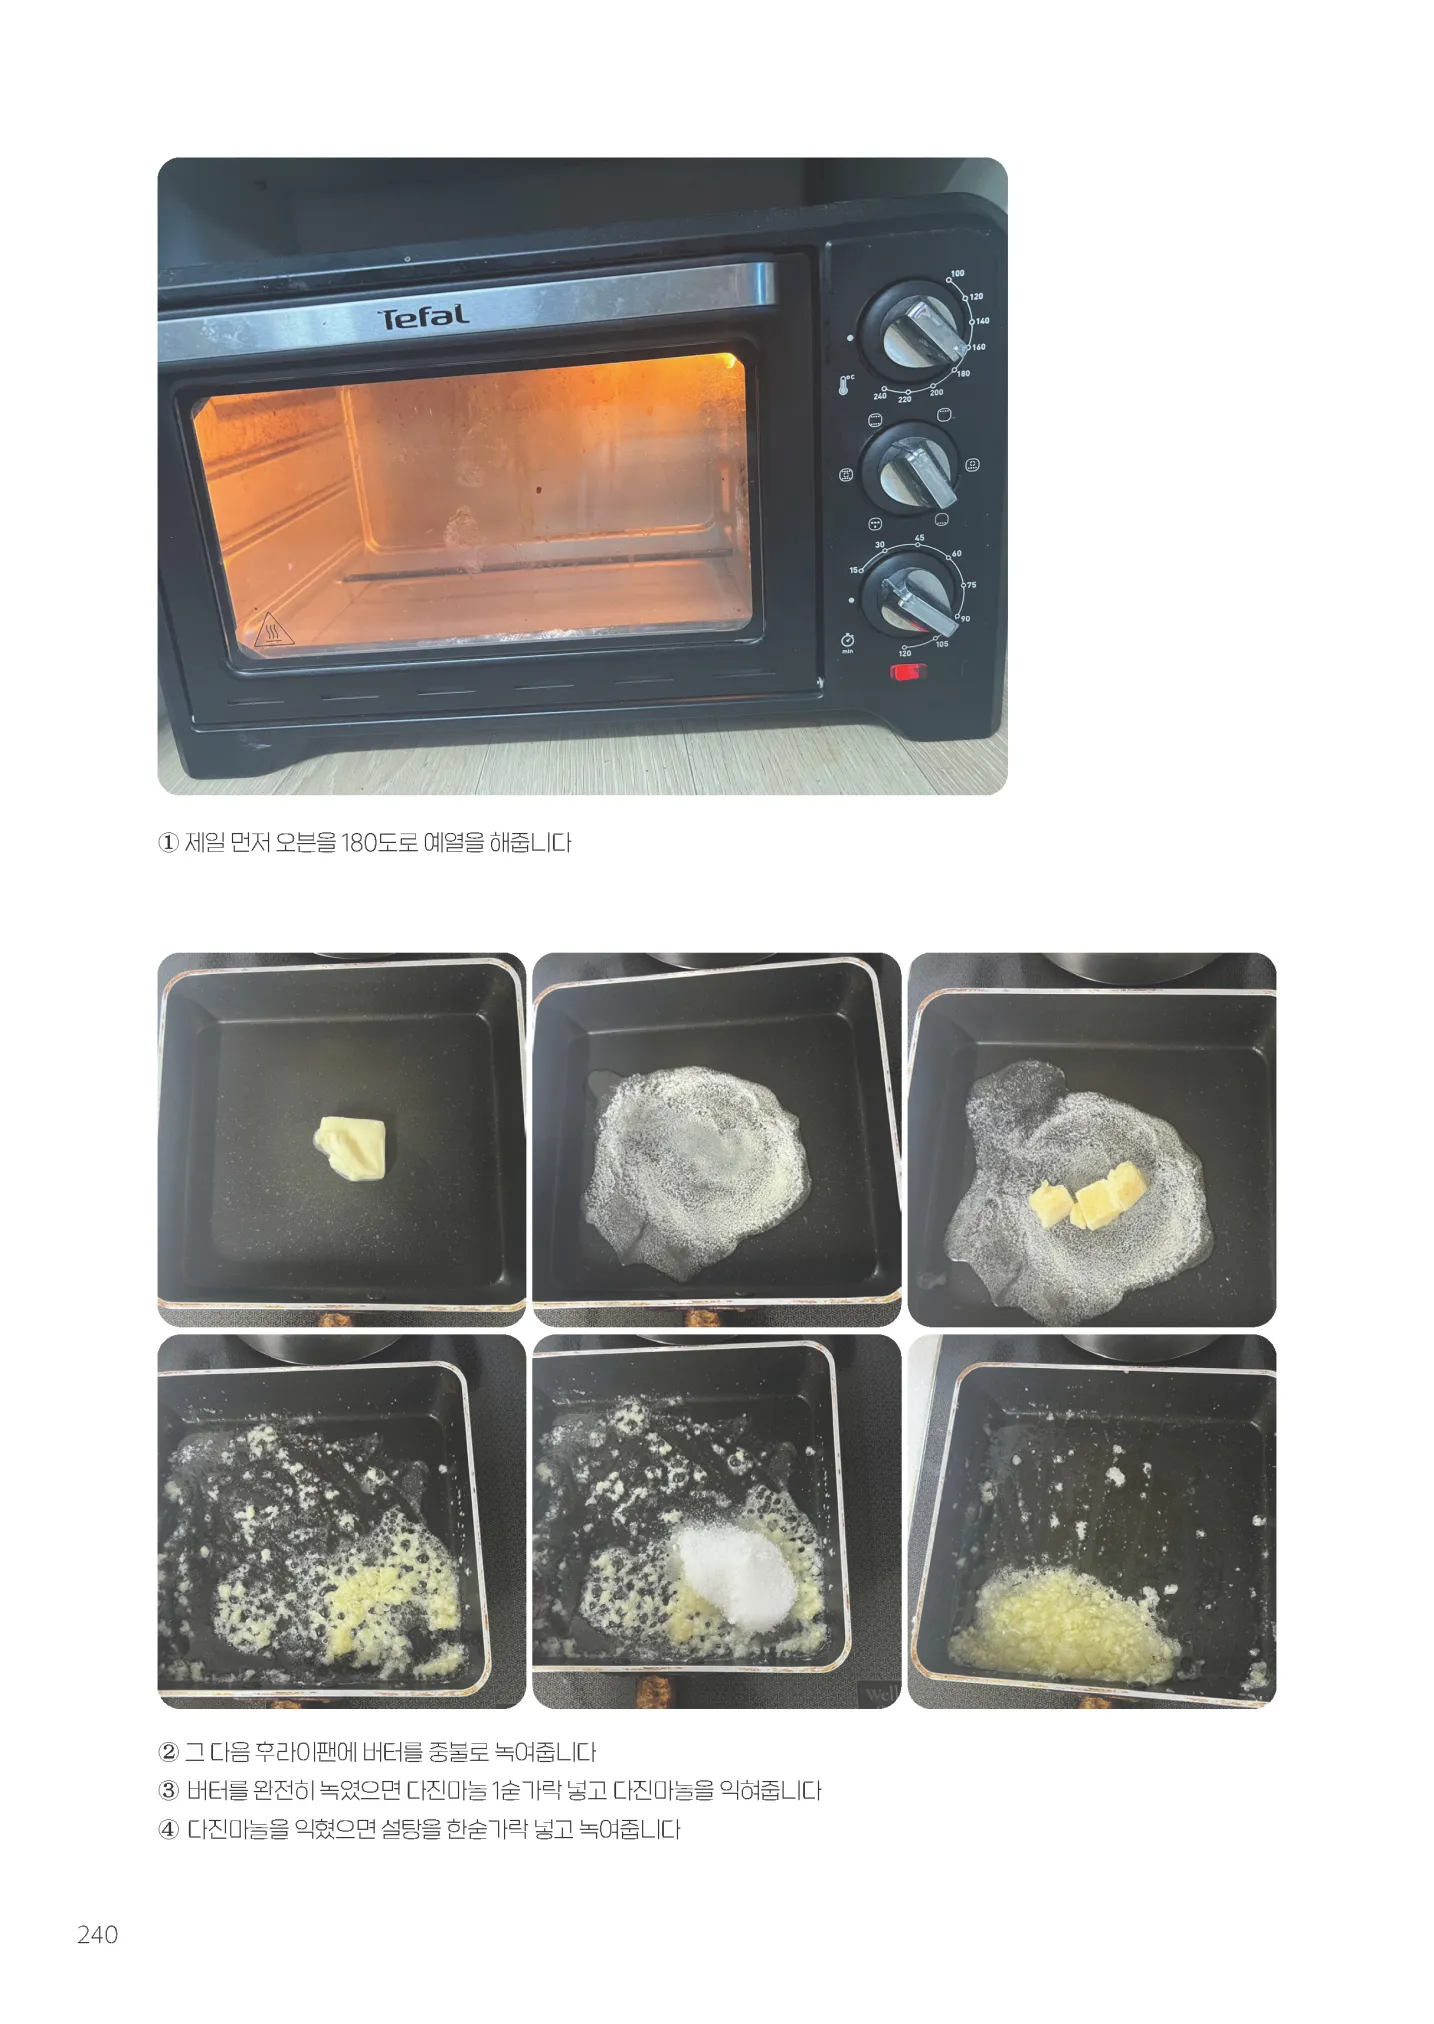 Tefal
100
120
140
160
180
200
220
240
°C
15
30
45
60
75
90
105
120
min
① 제일 먼저 오븐을 180도로 예열을 해줍니다
Well
② 그 다음 후라이팬에 버터를 중불로 녹여줍니다
③ 버터를 완전히 녹였으면 다진마늘 1숟가락 넣고 다진마늘을 익혀줍니다
④ 다진마늘을 익혔으면 설탕을 한숟가락 넣고 녹여줍니다
240